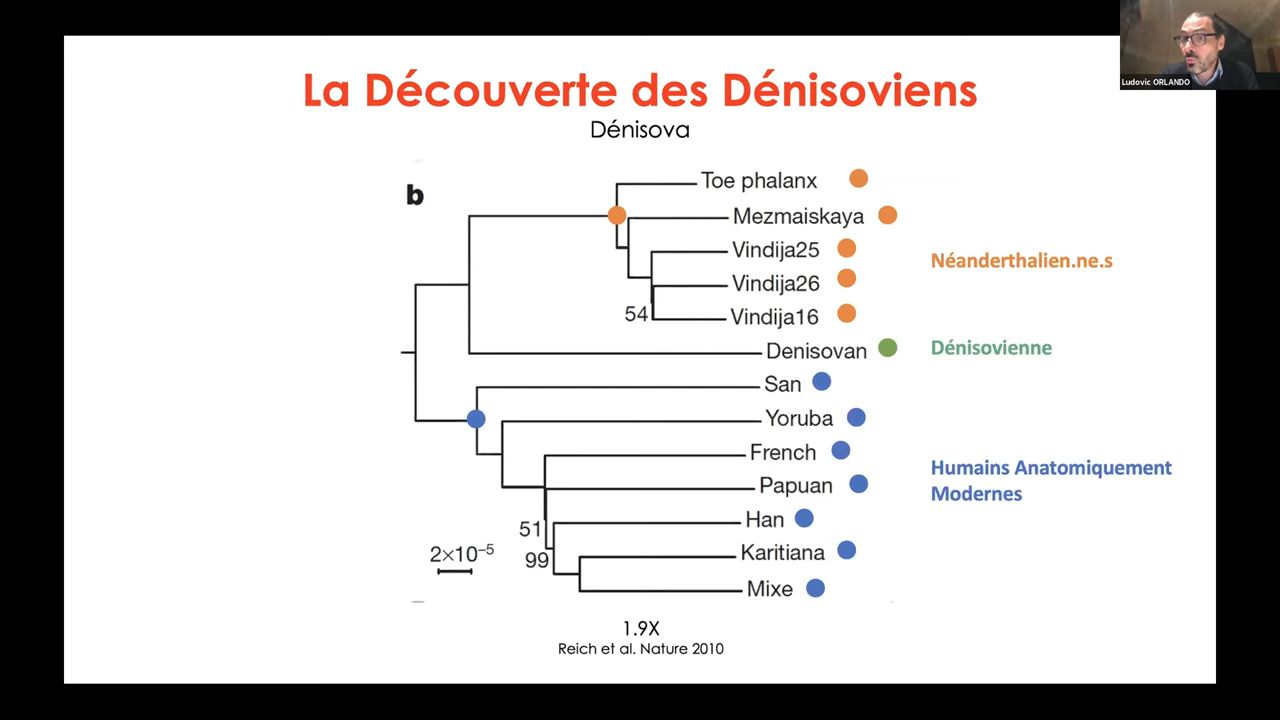 La Découverte des Dénisoviens
Dénisova
Ludovic ORLANDO
b
Toe phalanx
Mezmaiskaya
Vindija25
Néanderthalien.ne.s
Vindija26
54
Vindija16
Denisovan
Dénisovienne
San
Yoruba
French
Humains Anatomiquement
Modernes
Papuan
Han
51
99
2×10⁻⁵
Karitiana
Mixe
1.9X
Reich et al. Nature 2010